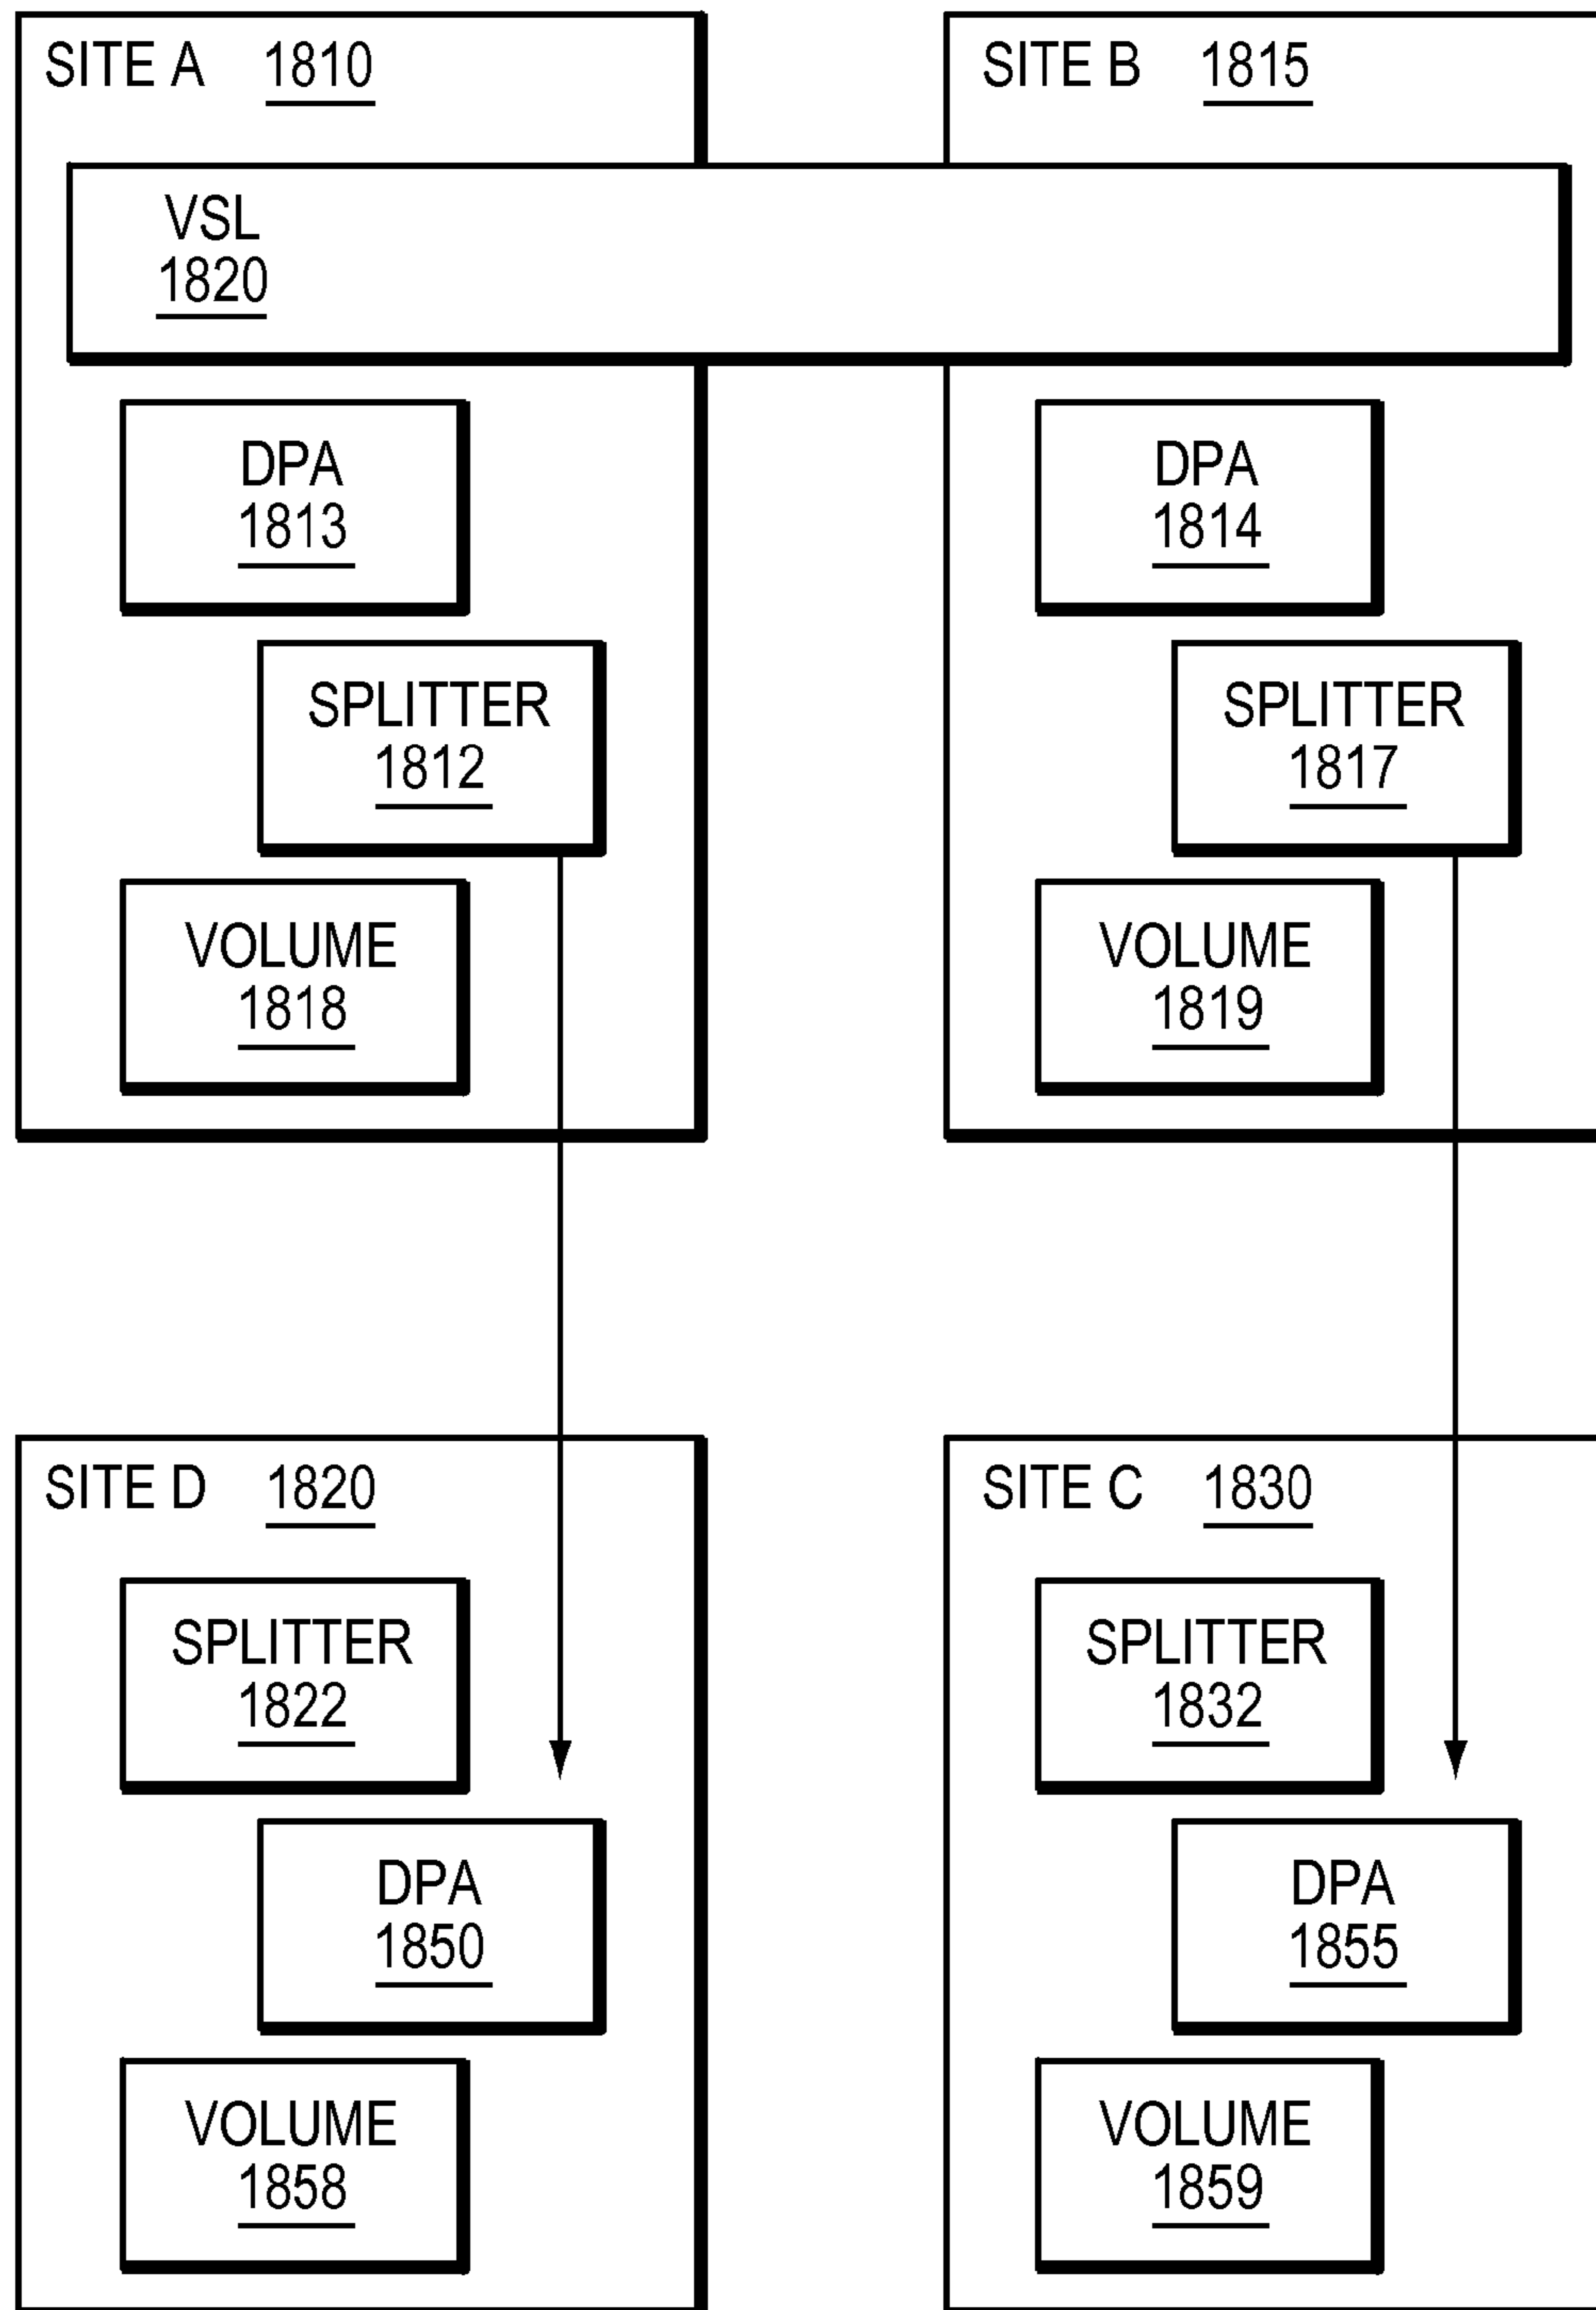 SITE A 1810
VSL
1820
DPA
1813
SPLITTER
1812
VOLUME
1818
SITE B 1815
DPA
1814
SPLITTER
1817
VOLUME
1819
SITE D 1820
SPLITTER
1822
DPA
1850
VOLUME
1858
SITE C 1830
SPLITTER
1832
DPA
1855
VOLUME
1859